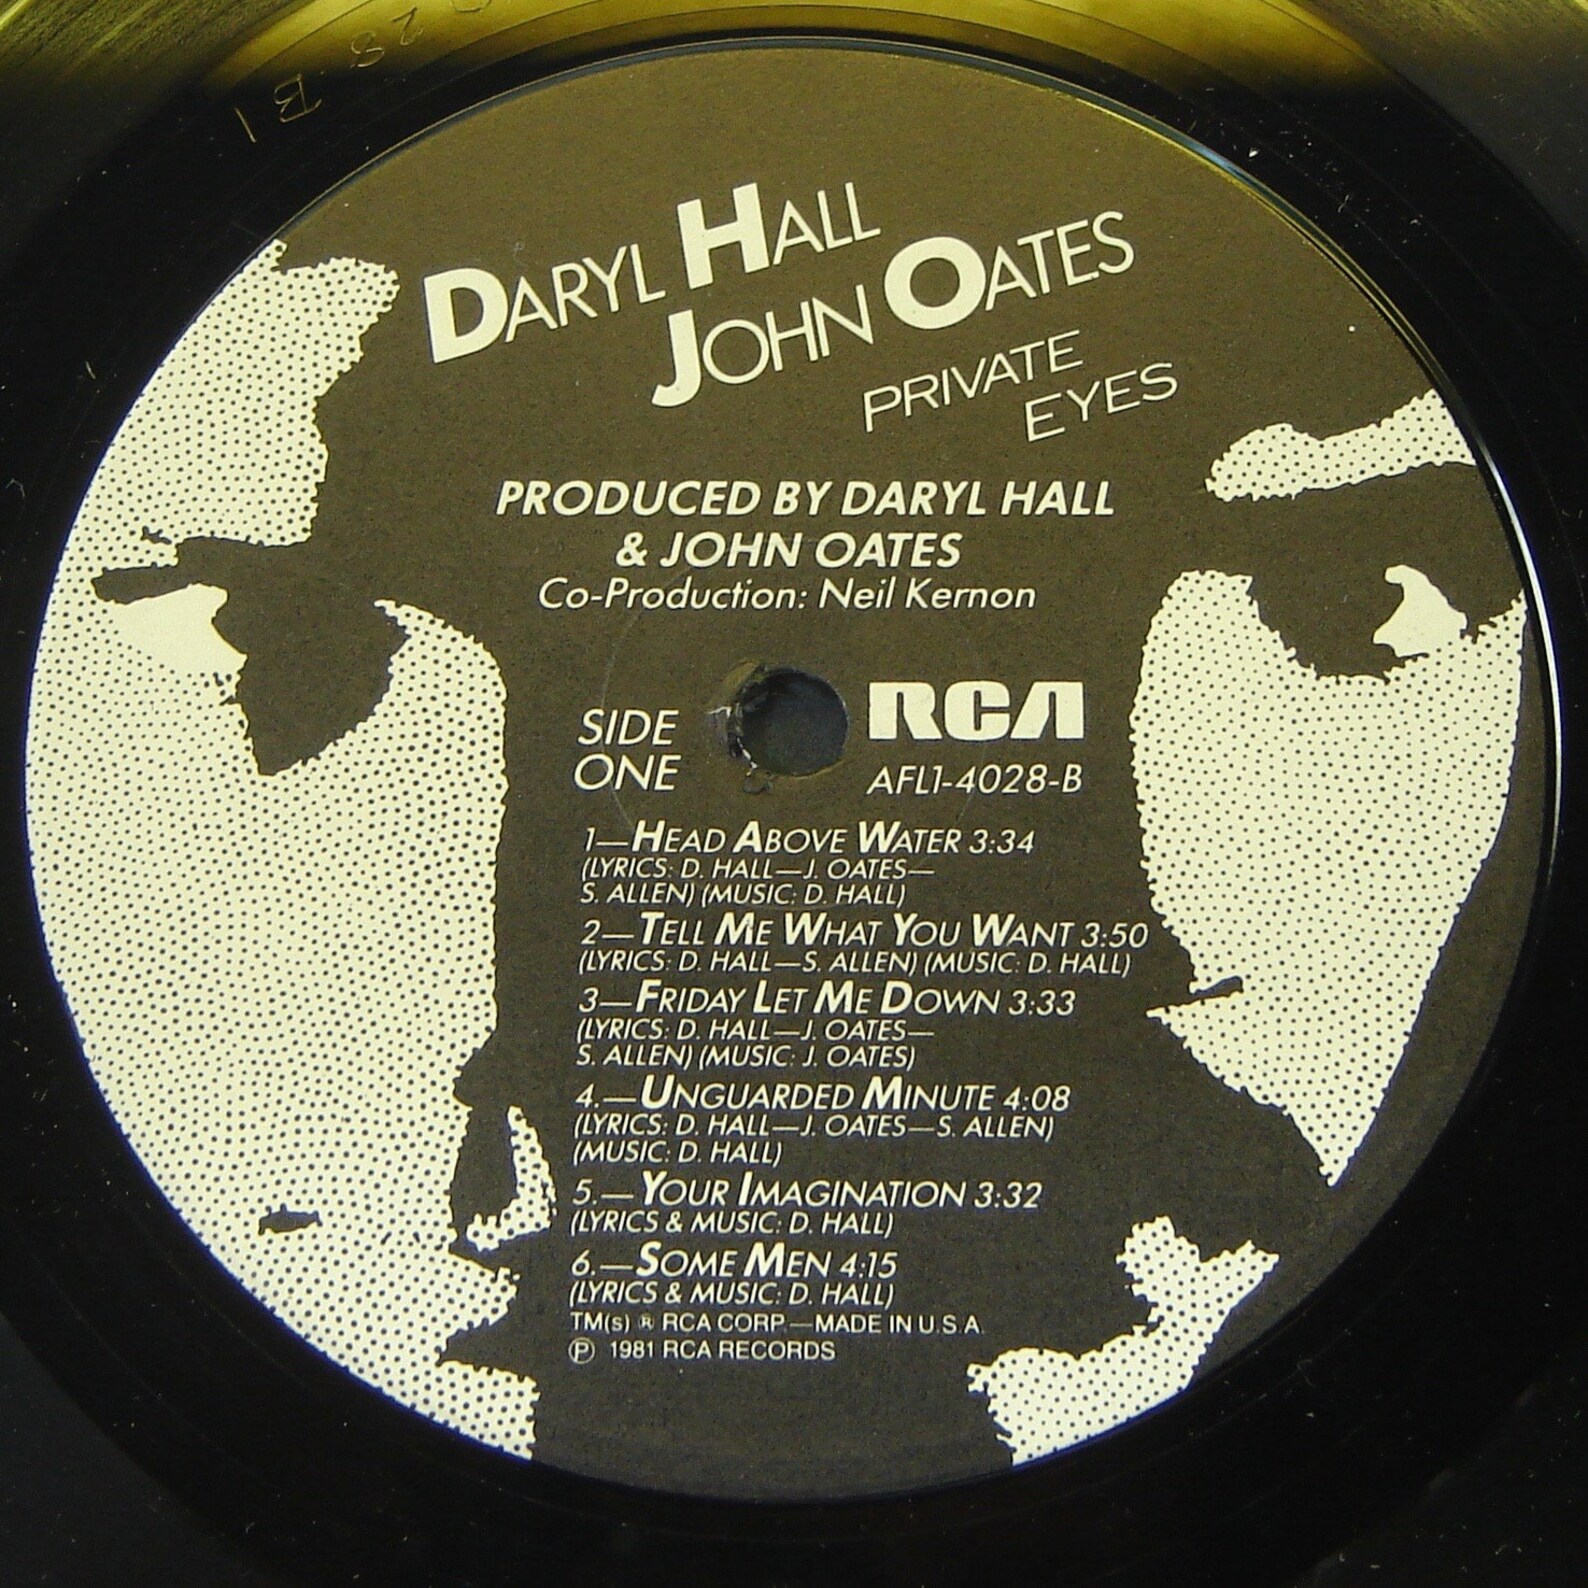 28 B1
DARYL HALL
JOHN OATES
PRIVATE
EYES
PRODUCED BY DARYL HALL
& JOHN OATES
Co-Production: Neil Kernon
SIDE
ONE
RCA
AFL1-4028-B
1—HEAD ABOVE WATER 3:34
(LYRICS: D. HALL—J. OATES—
S. ALLEN) (MUSIC: D. HALL)
2—TELL ME WHAT YOU WANT 3:50
(LYRICS: D. HALL—S. ALLEN) (MUSIC: D. HALL)
3—FRIDAY LET ME DOWN 3:33
(LYRICS: D. HALL—J. OATES—
S. ALLEN) (MUSIC: J. OATES)
4.—UNGUARDED MINUTE 4:08
(LYRICS: D. HALL—J. OATES—S. ALLEN)
(MUSIC: D. HALL)
5.—YOUR IMAGINATION 3:32
(LYRICS & MUSIC: D. HALL)
6.—SOME MEN 4:15
(LYRICS & MUSIC: D. HALL)
TM(s) ® RCA CORP.—MADE IN U.S.A.
℗ 1981 RCA RECORDS